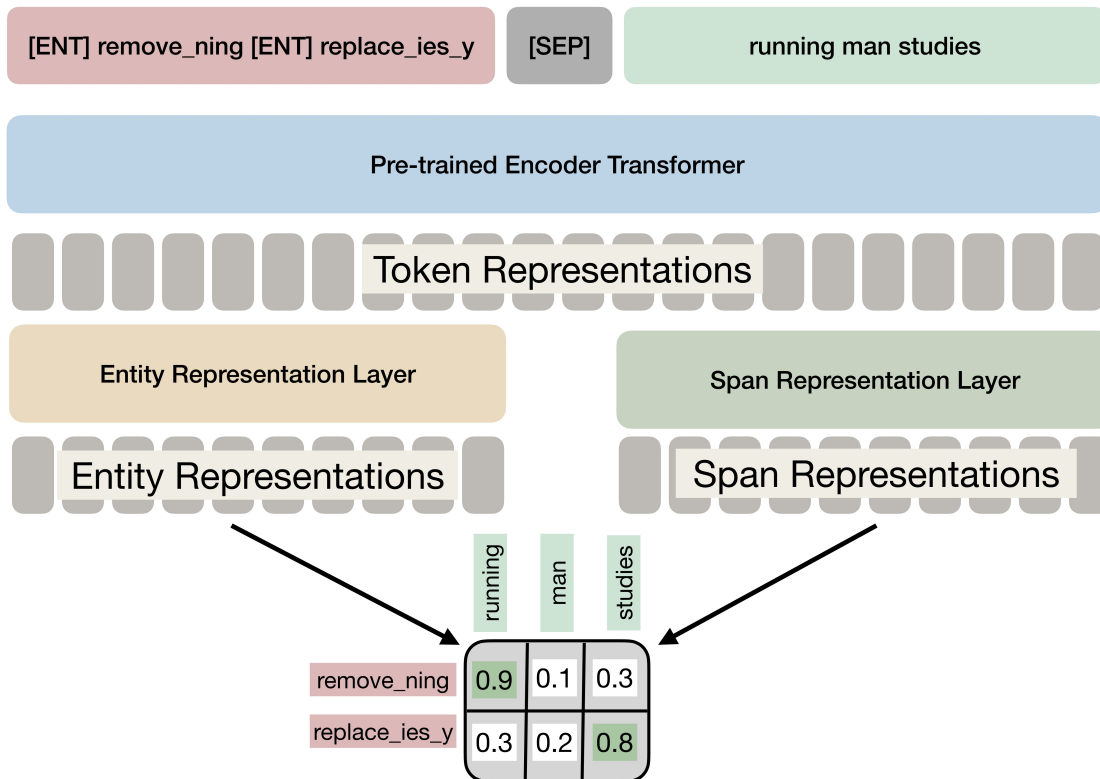 [ENT] remove_ning [ENT] replace_ies_y [SEP] running man studies
Pre-trained Encoder Transformer
Token Representations
Entity Representation Layer
Span Representation Layer
Entity Representations
Span Representations
running man studies
remove_ning 0.9 0.1 0.3
replace_ies_y 0.3 0.2 0.8